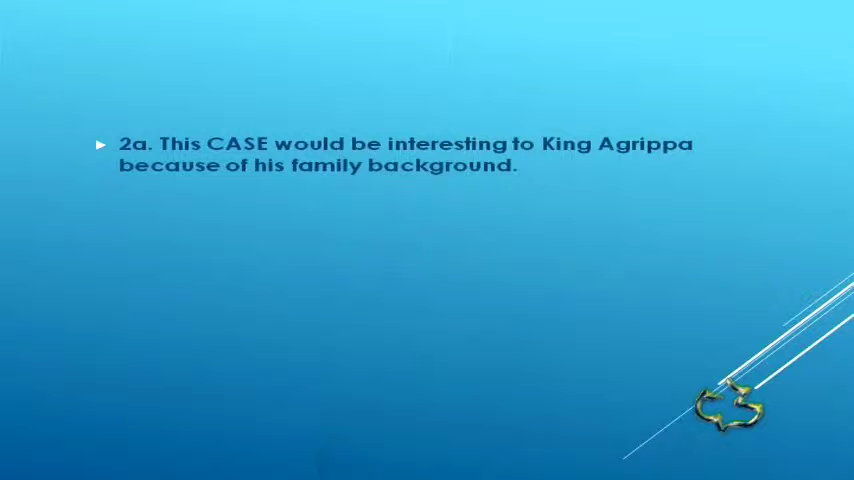 2a. This CASE would be interesting to King Agrippa
because of his family background.